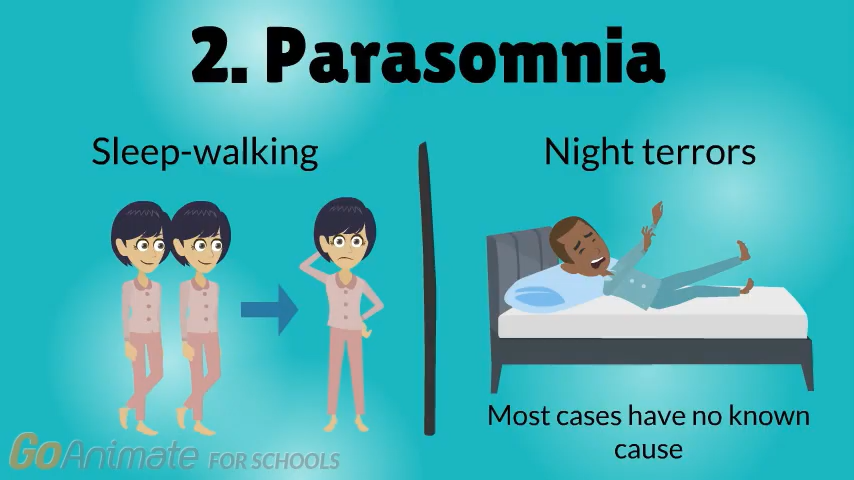 2. Parasomnia
Sleep-walking
Night terrors
Most cases have no known
cause
GoAnimate FOR SCHOOLS